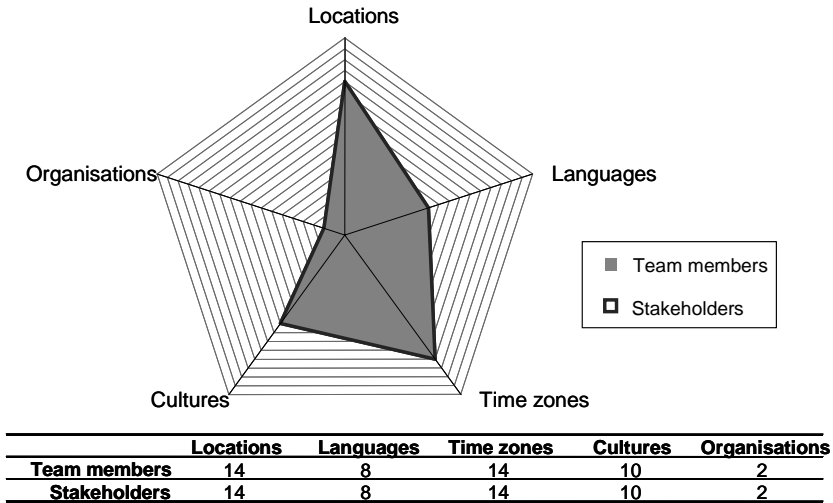 Locations
Organisations
Languages
Team members
Stakeholders
Cultures
Time zones
Locations Languages Time zones Cultures Organisations
Team members 14 8 14 10 2
Stakeholders 14 8 14 10 2